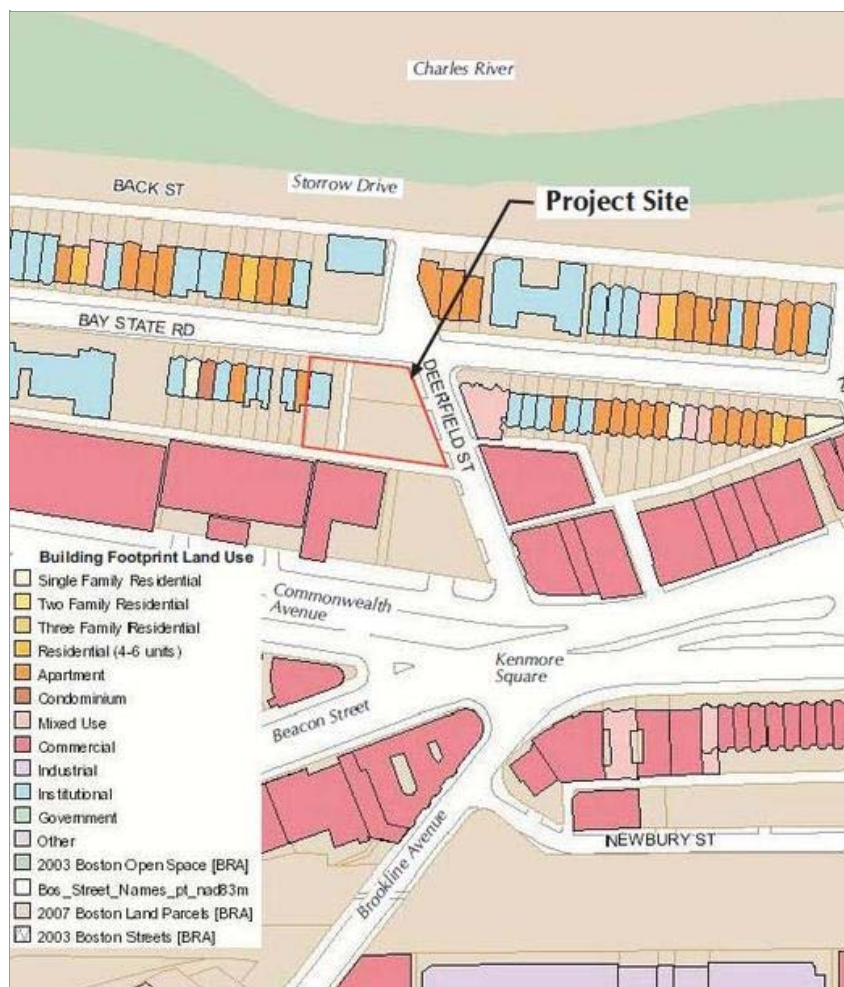 Charles River
BACK ST
Storrow Drive
Project Site
BAY STATE RD
DEERFIELD ST
Building Footprint Land Use
Single Family Residential
Two Family Residential
Three Family Residential
Residential (4-6 units)
Apartment
Condominium
Mixed Use
Commercial
Industrial
Institutional
Government
Other
2003 Boston Open Space [BRA]
Bos_Street_Names_pt_nad83m
2007 Boston Land Parcels [BRA]
2003 Boston Streets [BRA]
Commonwealth
Avenue
Kenmore
Square
Beacon Street
Brookline Avenue
NEWBURY ST